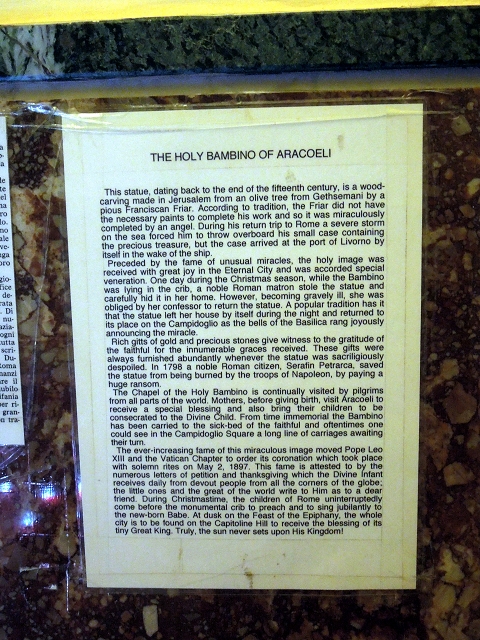 THE HOLY BAMBINO OF ARACOELI
This statue, dating back to the end of the fifteenth century, is a wood-
carving made in Jerusalem from an olive tree from Gethsemani by a
pious Franciscan Friar. According to tradition, the Friar did not have
the necessary paints to complete his work and so it was miraculously
completed by an angel. During his return trip to Rome a severe storm
on the sea forced him to throw overboard his small case containing
the precious treasure, but the case arrived at the port of Livorno by
itself in the wake of the ship.
Preceded by the fame of unusual miracles, the holy image was
received with great joy in the Eternal City and was accorded special
veneration. One day during the Christmas season, while the Bambino
was lying in the crib, a noble Roman matron stole the statue and
carefully hid it in her home. However, becoming gravely ill, she was
obliged by her confessor to return the statue. A popular tradition has it
that the statue left her house by itself during the night and returned to
its place on the Campidoglio as the bells of the Basilica rang joyously
announcing the miracle.
Rich gifts of gold and precious stones give witness to the gratitude of
the faithful for the innumerable graces received. These gifts were
always furnished abundantly whenever the statue was sacriligiously
despoiled. In 1798 a noble Roman citizen, Serafin Petrarca, saved
the statue from being burned by the troops of Napoleon, by paying a
huge ransom.
The Chapel of the Holy Bambino is continually visited by pilgrims
from all parts of the world. Mothers, before giving birth, visit Aracoeli to
receive a special blessing and also bring their children to be
consecrated to the Divine Child. From time immemorial the Bambino
has been carried to the sick-bed of the faithful and oftentimes one
could see in the Campidoglio Square a long line of carriages awaiting
their turn.
The ever-increasing fame of this miraculous image moved Pope Leo
XIII and the Vatican Chapter to order its coronation which took place
with solemn rites on May 2, 1897. This fame is attested to by the
numerous letters of petition and thanksgiving which the Divine Infant
receives daily from devout people from all the corners of the globe;
the little ones and the great of the world write to Him as to a dear
friend. During Christmastime, the children of Rome uninterruptedly
come before the monumental crib to preach and to sing jubilantly to
the new-born Babe. At dusk on the Feast of the Epiphany, the whole
city is to be found on the Capitoline Hill to receive the blessing of its
tiny Great King. Truly, the sun never sets upon His Kingdom!